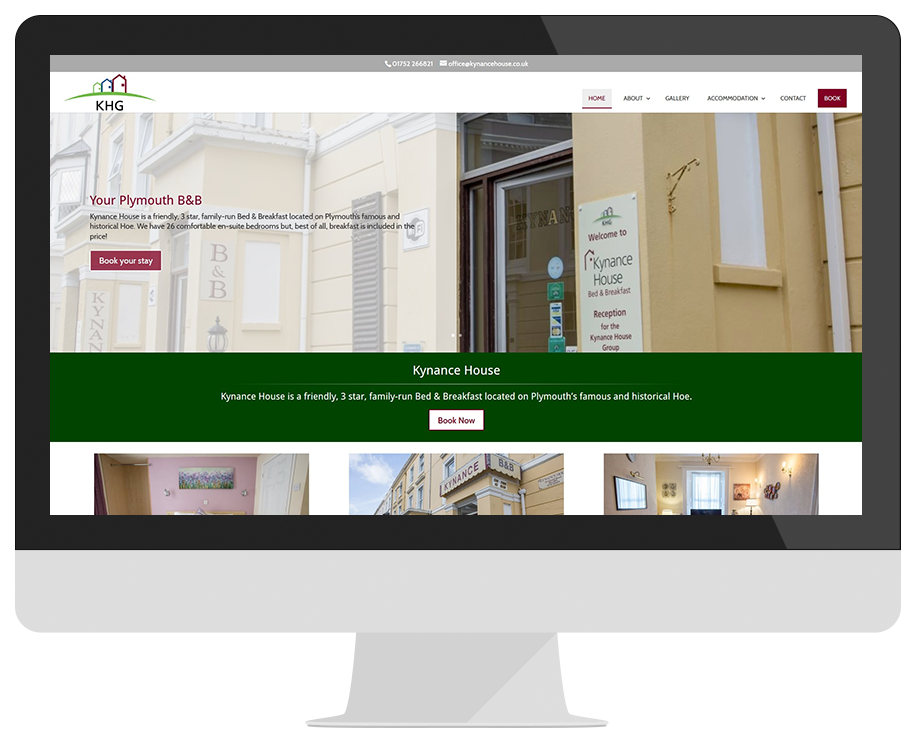 01752 266821 office@kynancehouse.co.uk
KHG
HOME ABOUT GALLERY ACCOMMODATION CONTACT BOOK
Your Plymouth B&B
Kynance House is a friendly, 3 star, family-run Bed & Breakfast located on Plymouth's famous and
historical Hoe. We have 26 comfortable en-suite bedrooms but, best of all, breakfast is included in the
price!
Book your stay
B
&
B
KYNAN
KYNAN
KHG
Welcome to
Kynance
House
Bed & Breakfast
Reception
for the
Kynance House
Group
Kynance House
Kynance House is a friendly, 3 star, family-run Bed & Breakfast located on Plymouth's famous and historical Hoe.
Book Now
KYNANCE
B&B